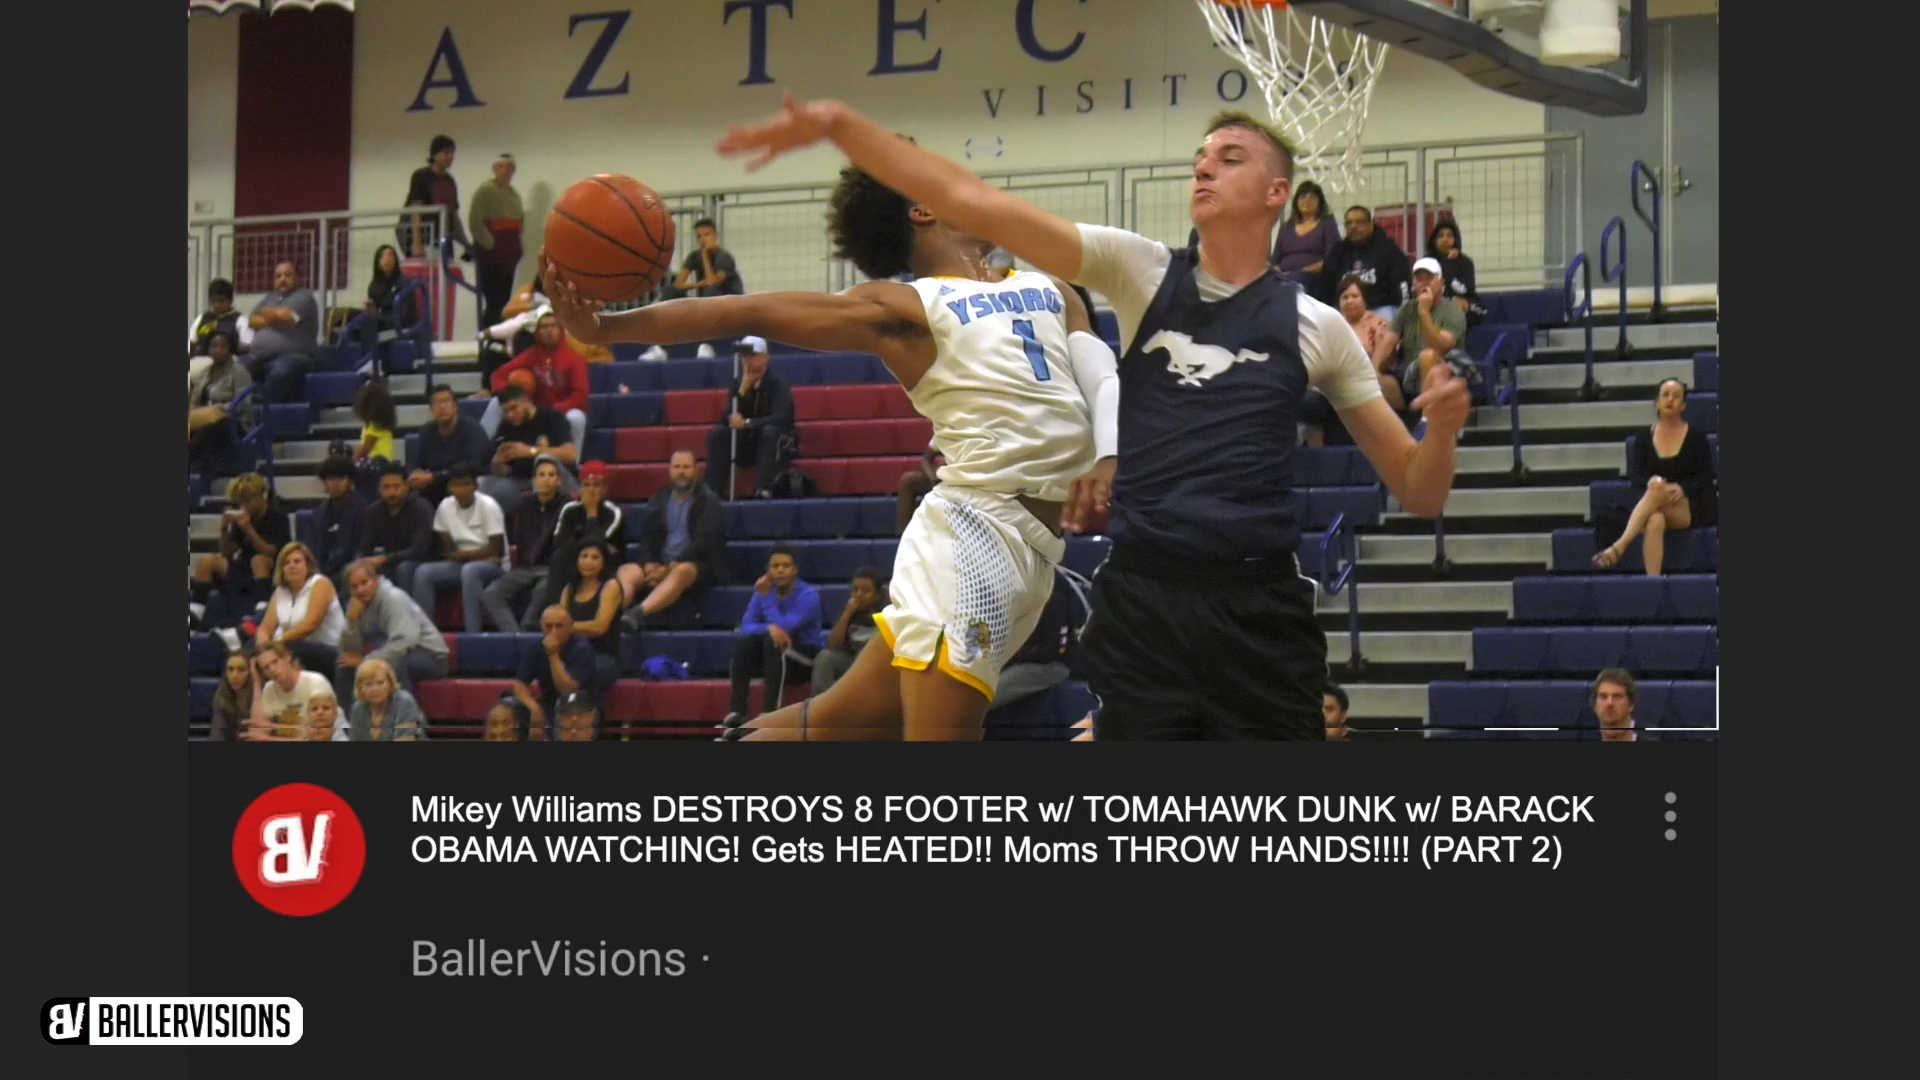 AZTEC
VISITORS
YSIDRO
1
Mikey Williams DESTROYS 8 FOOTER w/ TOMAHAWK DUNK w/ BARACK
OBAMA WATCHING! Gets HEATED!! Moms THROW HANDS!!!! (PART 2)
BV
BallerVisions ·
BV BALLERVISIONS